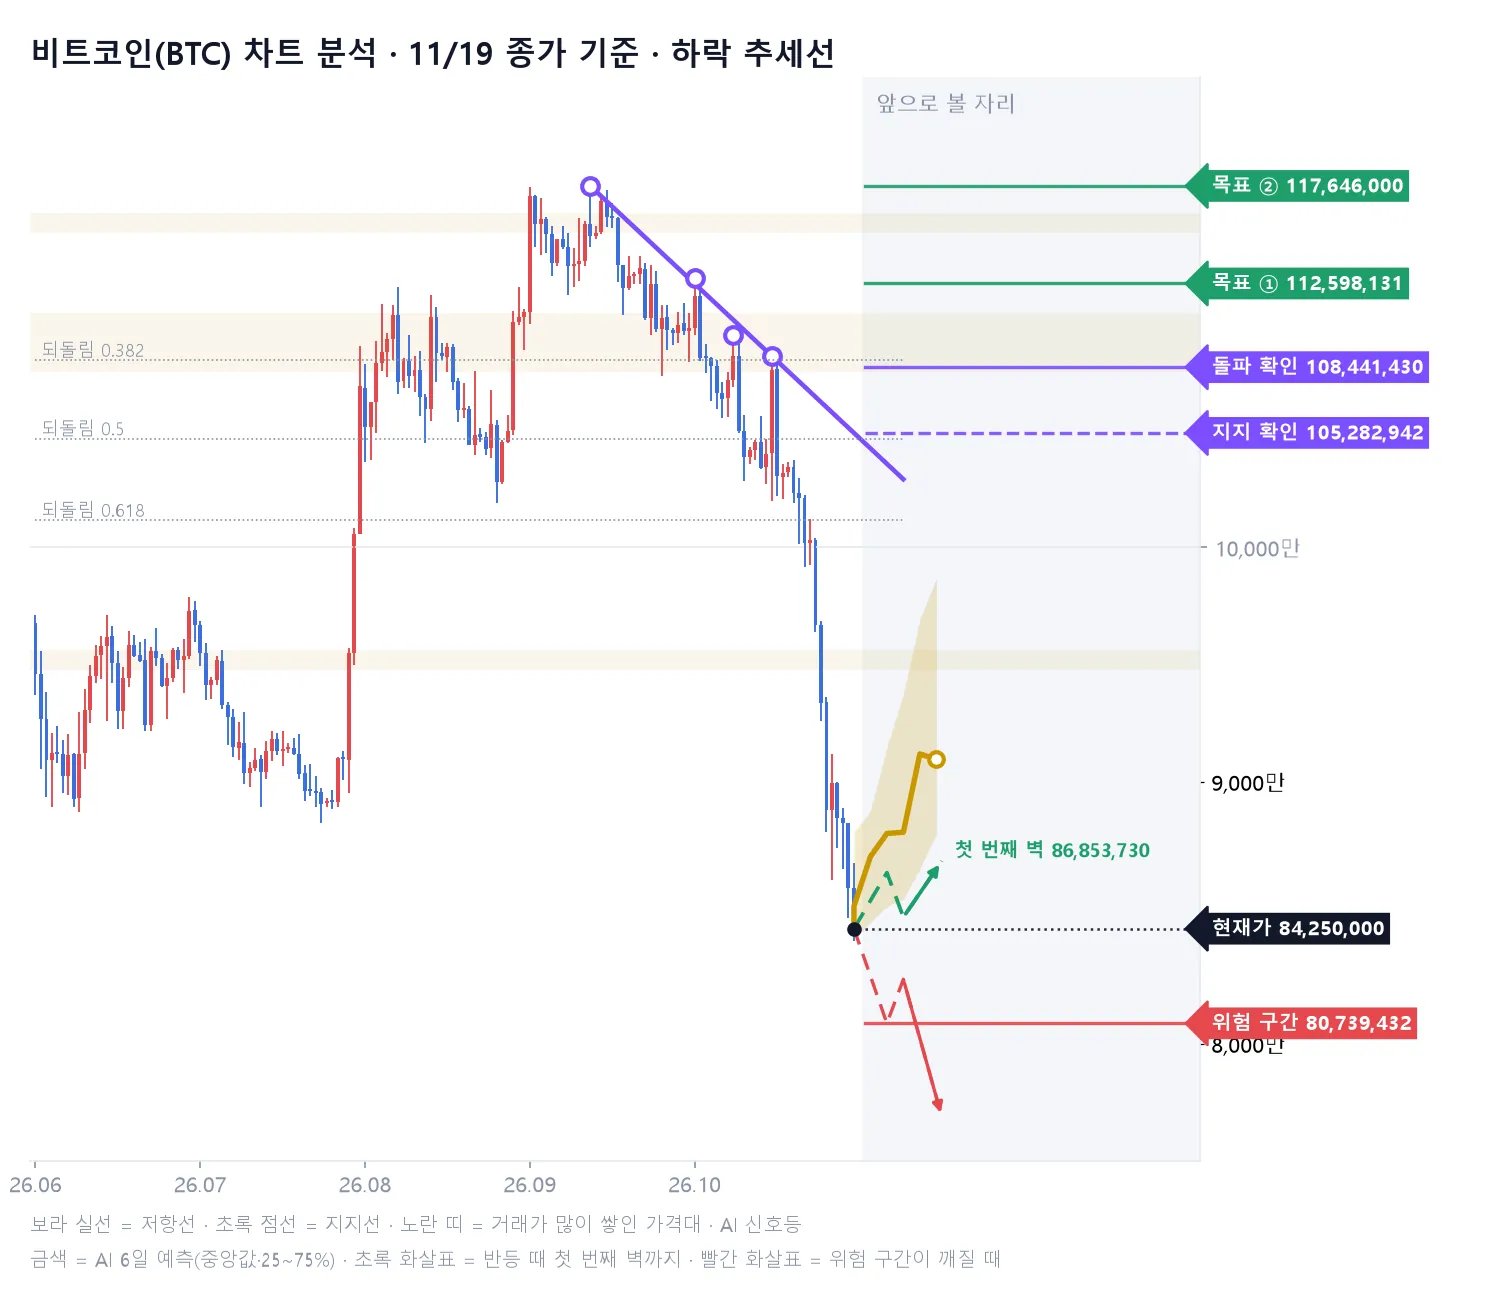 비트코인(BTC) 차트 분석 · 11/19 종가 기준 · 하락 추세선
앞으로 볼 자리
목표 ② 117,646,000
목표 ① 112,598,131
되돌림 0.382
돌파 확인 108,441,430
되돌림 0.5
지지 확인 105,282,942
되돌림 0.618
10,000만
9,000만
첫 번째 벽 86,853,730
현재가 84,250,000
위험 구간 80,739,432
8,000만
26.06
26.07
26.08
26.09
26.10
보라 실선 = 저항선 · 초록 점선 = 지지선 · 노란 띠 = 거래가 많이 쌓인 가격대 · AI 신호등
금색 = AI 6일 예측(중앙값·25~75%) · 초록 화살표 = 반등 때 첫 번째 벽까지 · 빨간 화살표 = 위험 구간이 깨질 때